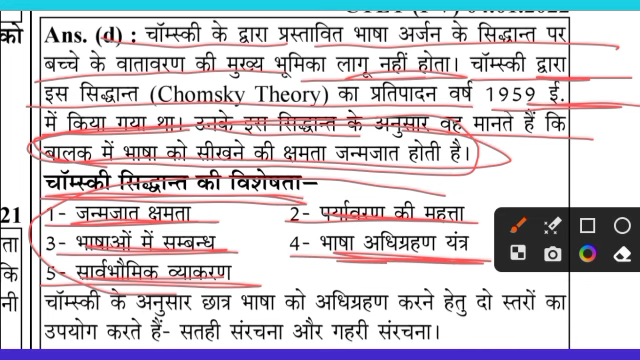 Ans. (d) : चॉम्स्की के द्वारा प्रस्तावित भाषा अर्जन के सिद्धान्त पर
को
बच्चे के वातावरण की मुख्य भूमिका लागू नहीं होता। चॉम्स्की द्वारा
इस सिद्धान्त (Chomsky Theory) का प्रतिपादन वर्ष 1959 ई.
में किया गया था। उनके इस सिद्धान्त के अनुसार वह मानते हैं कि
बालक में भाषा को सीखने की क्षमता जन्मजात होती है।
चॉम्स्की सिद्धान्त की विशेषता–
21
1- जन्मजात क्षमता 2- पर्यावरण की महत्ता
ता
3- भाषाओं में सम्बन्ध 4- भाषा अधिग्रहण यंत्र
कि
5- सार्वभौमिक व्याकरण
नी
चॉम्स्की के अनुसार छात्र भाषा को अधिग्रहण करने हेतु दो स्तरों का
उपयोग करते हैं- सतही संरचना और गहरी संरचना।